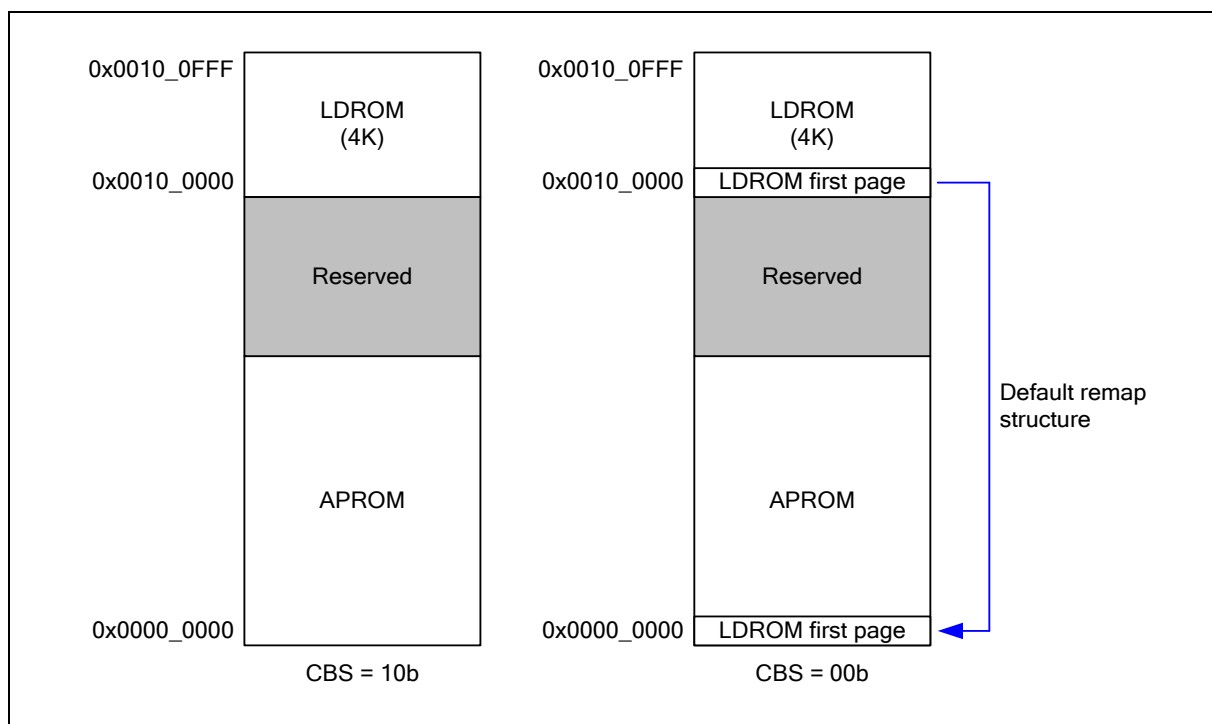 0x0010_0FFF
LDROM
(4K)
0x0010_0000
Reserved
APROM
0x0000_0000
CBS = 10b
0x0010_0FFF
LDROM
(4K)
0x0010_0000
LDROM first page
Reserved
APROM
0x0000_0000
LDROM first page
CBS = 00b
Default remap
structure